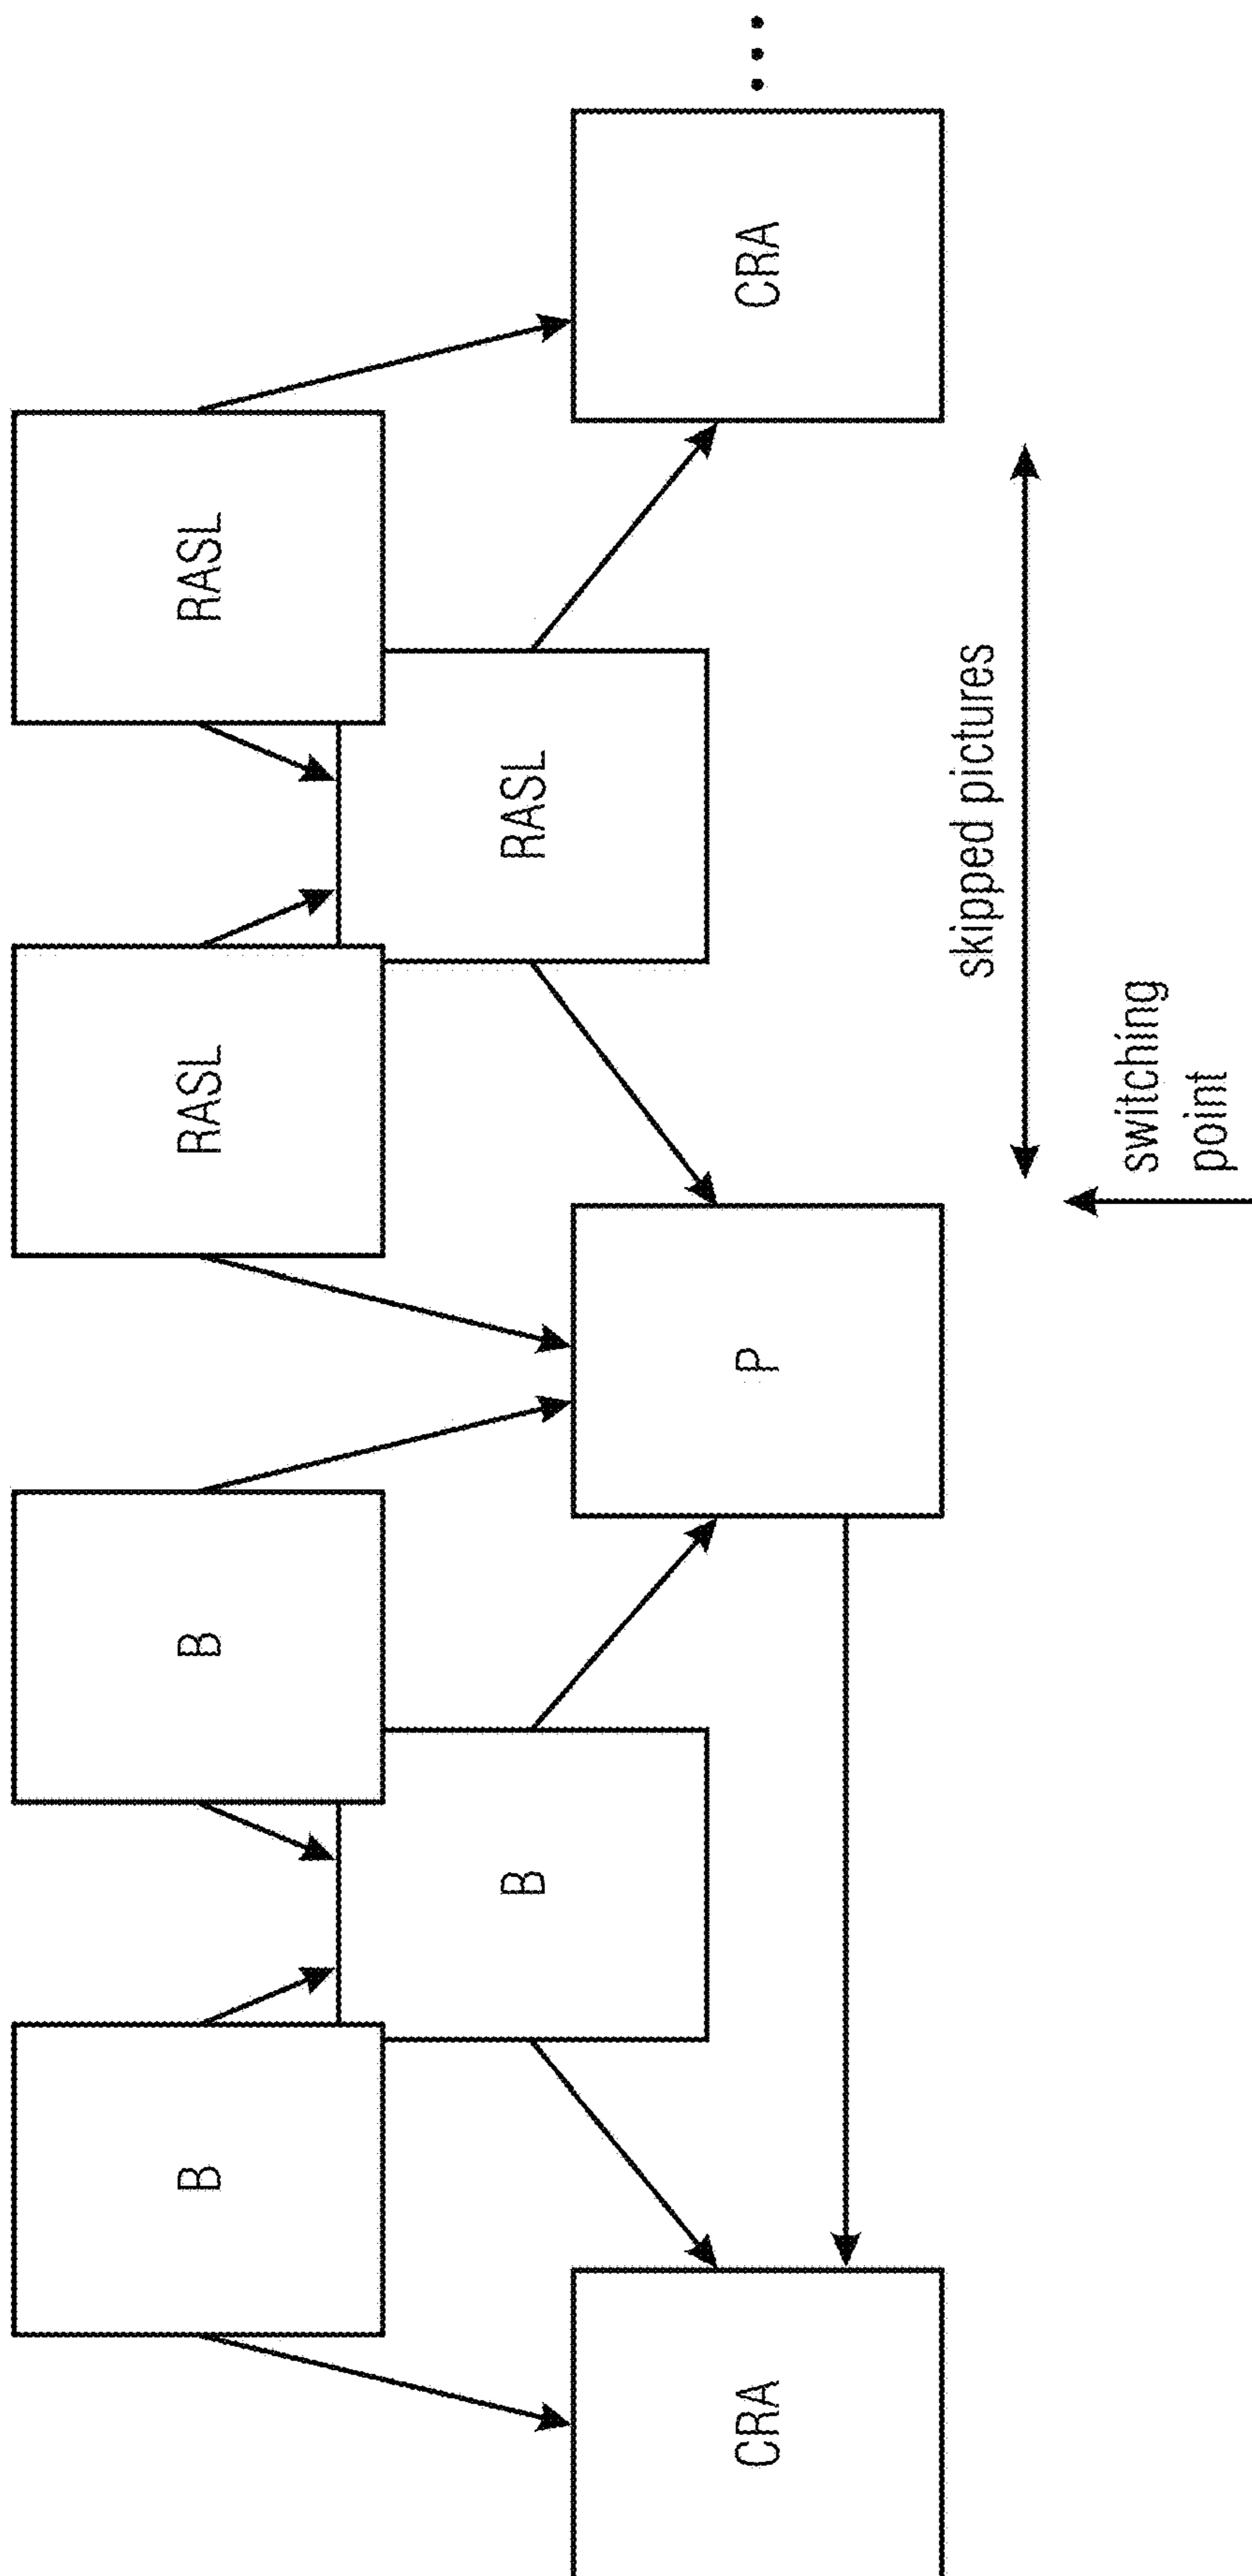 B
B
RASL
RASL
B
RASL
CRA
P
CRA
...
skipped pictures
switching
point